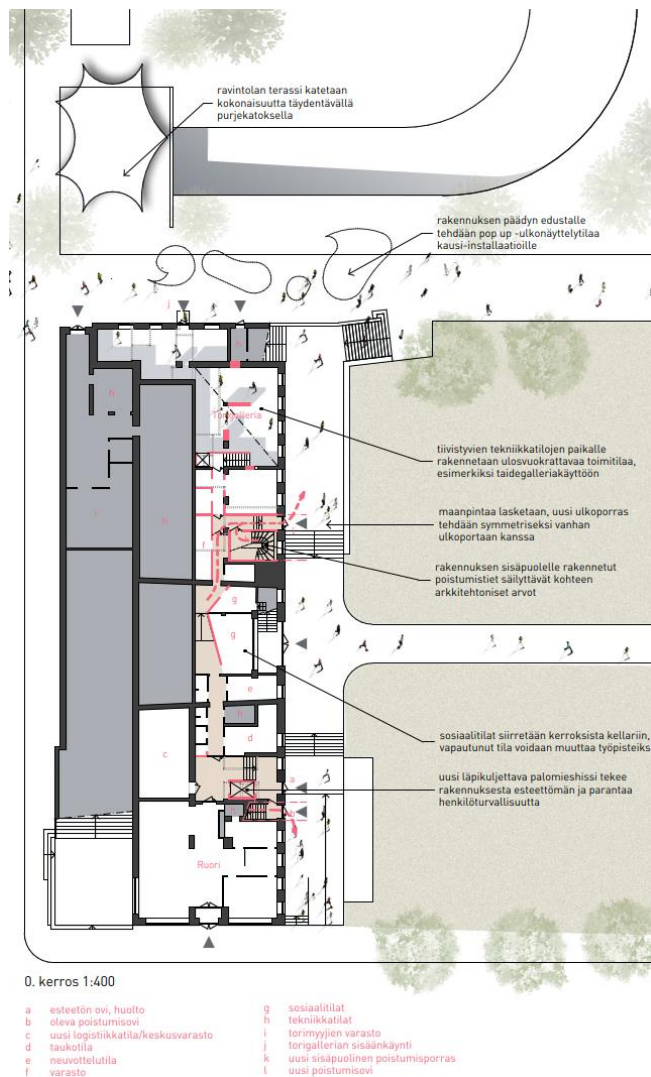 ravintolan terassi katetaan
kokonaisuutta täydentävällä
purjekatoksella
rakennuksen päädyn edustalle
tehdään pop up -ulkonäyttelytilaa
kausi-installaatioille
j
h
h
Torigalleria
tiivistyvien tekniikkatilojen paikalle
rakennetaan ulosvuokrattavaa toimitilaa,
esimerkiksi taidegalleriakäyttöön
h
maanpintaa lasketaan, uusi ulkoporras
tehdään symmetriseksi vanhan
ulkoportaan kanssa
f
rakennuksen sisäpuolelle rakennetut
poistumistiet säilyttävät kohteen
arkkitehtoniset arvot
g
g
e
h
d
sosiaalitilat siirretään kerroksista kellariin,
vapautunut tila voidaan muuttaa työpisteiks
c
a
uusi läpikuljettava palomieshissi tekee
rakennuksesta esteettömän ja parantaa
henkilöturvallisuutta
Ruori
0. kerros 1:400
a esteetön ovi, huolto
b oleva poistumisovi
c uusi logistiikkatila/keskusvarasto
d taukotila
e neuvottelutila
f varasto
g sosiaalitilat
h tekniikkatilat
i torimyyjien varasto
j torigallerian sisäänkäynti
k uusi sisäpuolinen poistumisporras
l uusi poistumisovi